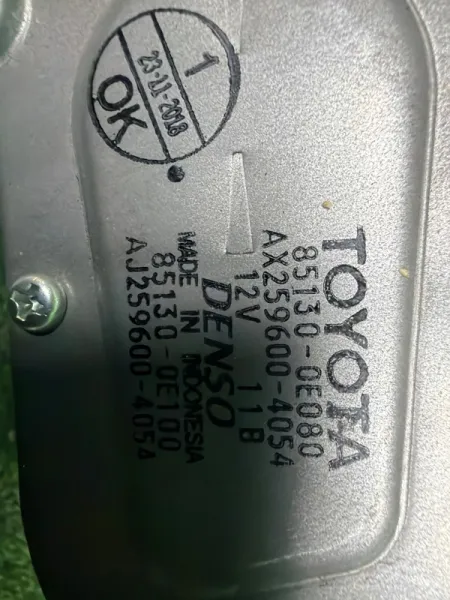 1
23-11-2018
OK
TOYOTA
85130-0E080
AX259600-4054
12V 11B
DENSO
MADE IN INDONESIA
85130-0E100
AJ259600-4054